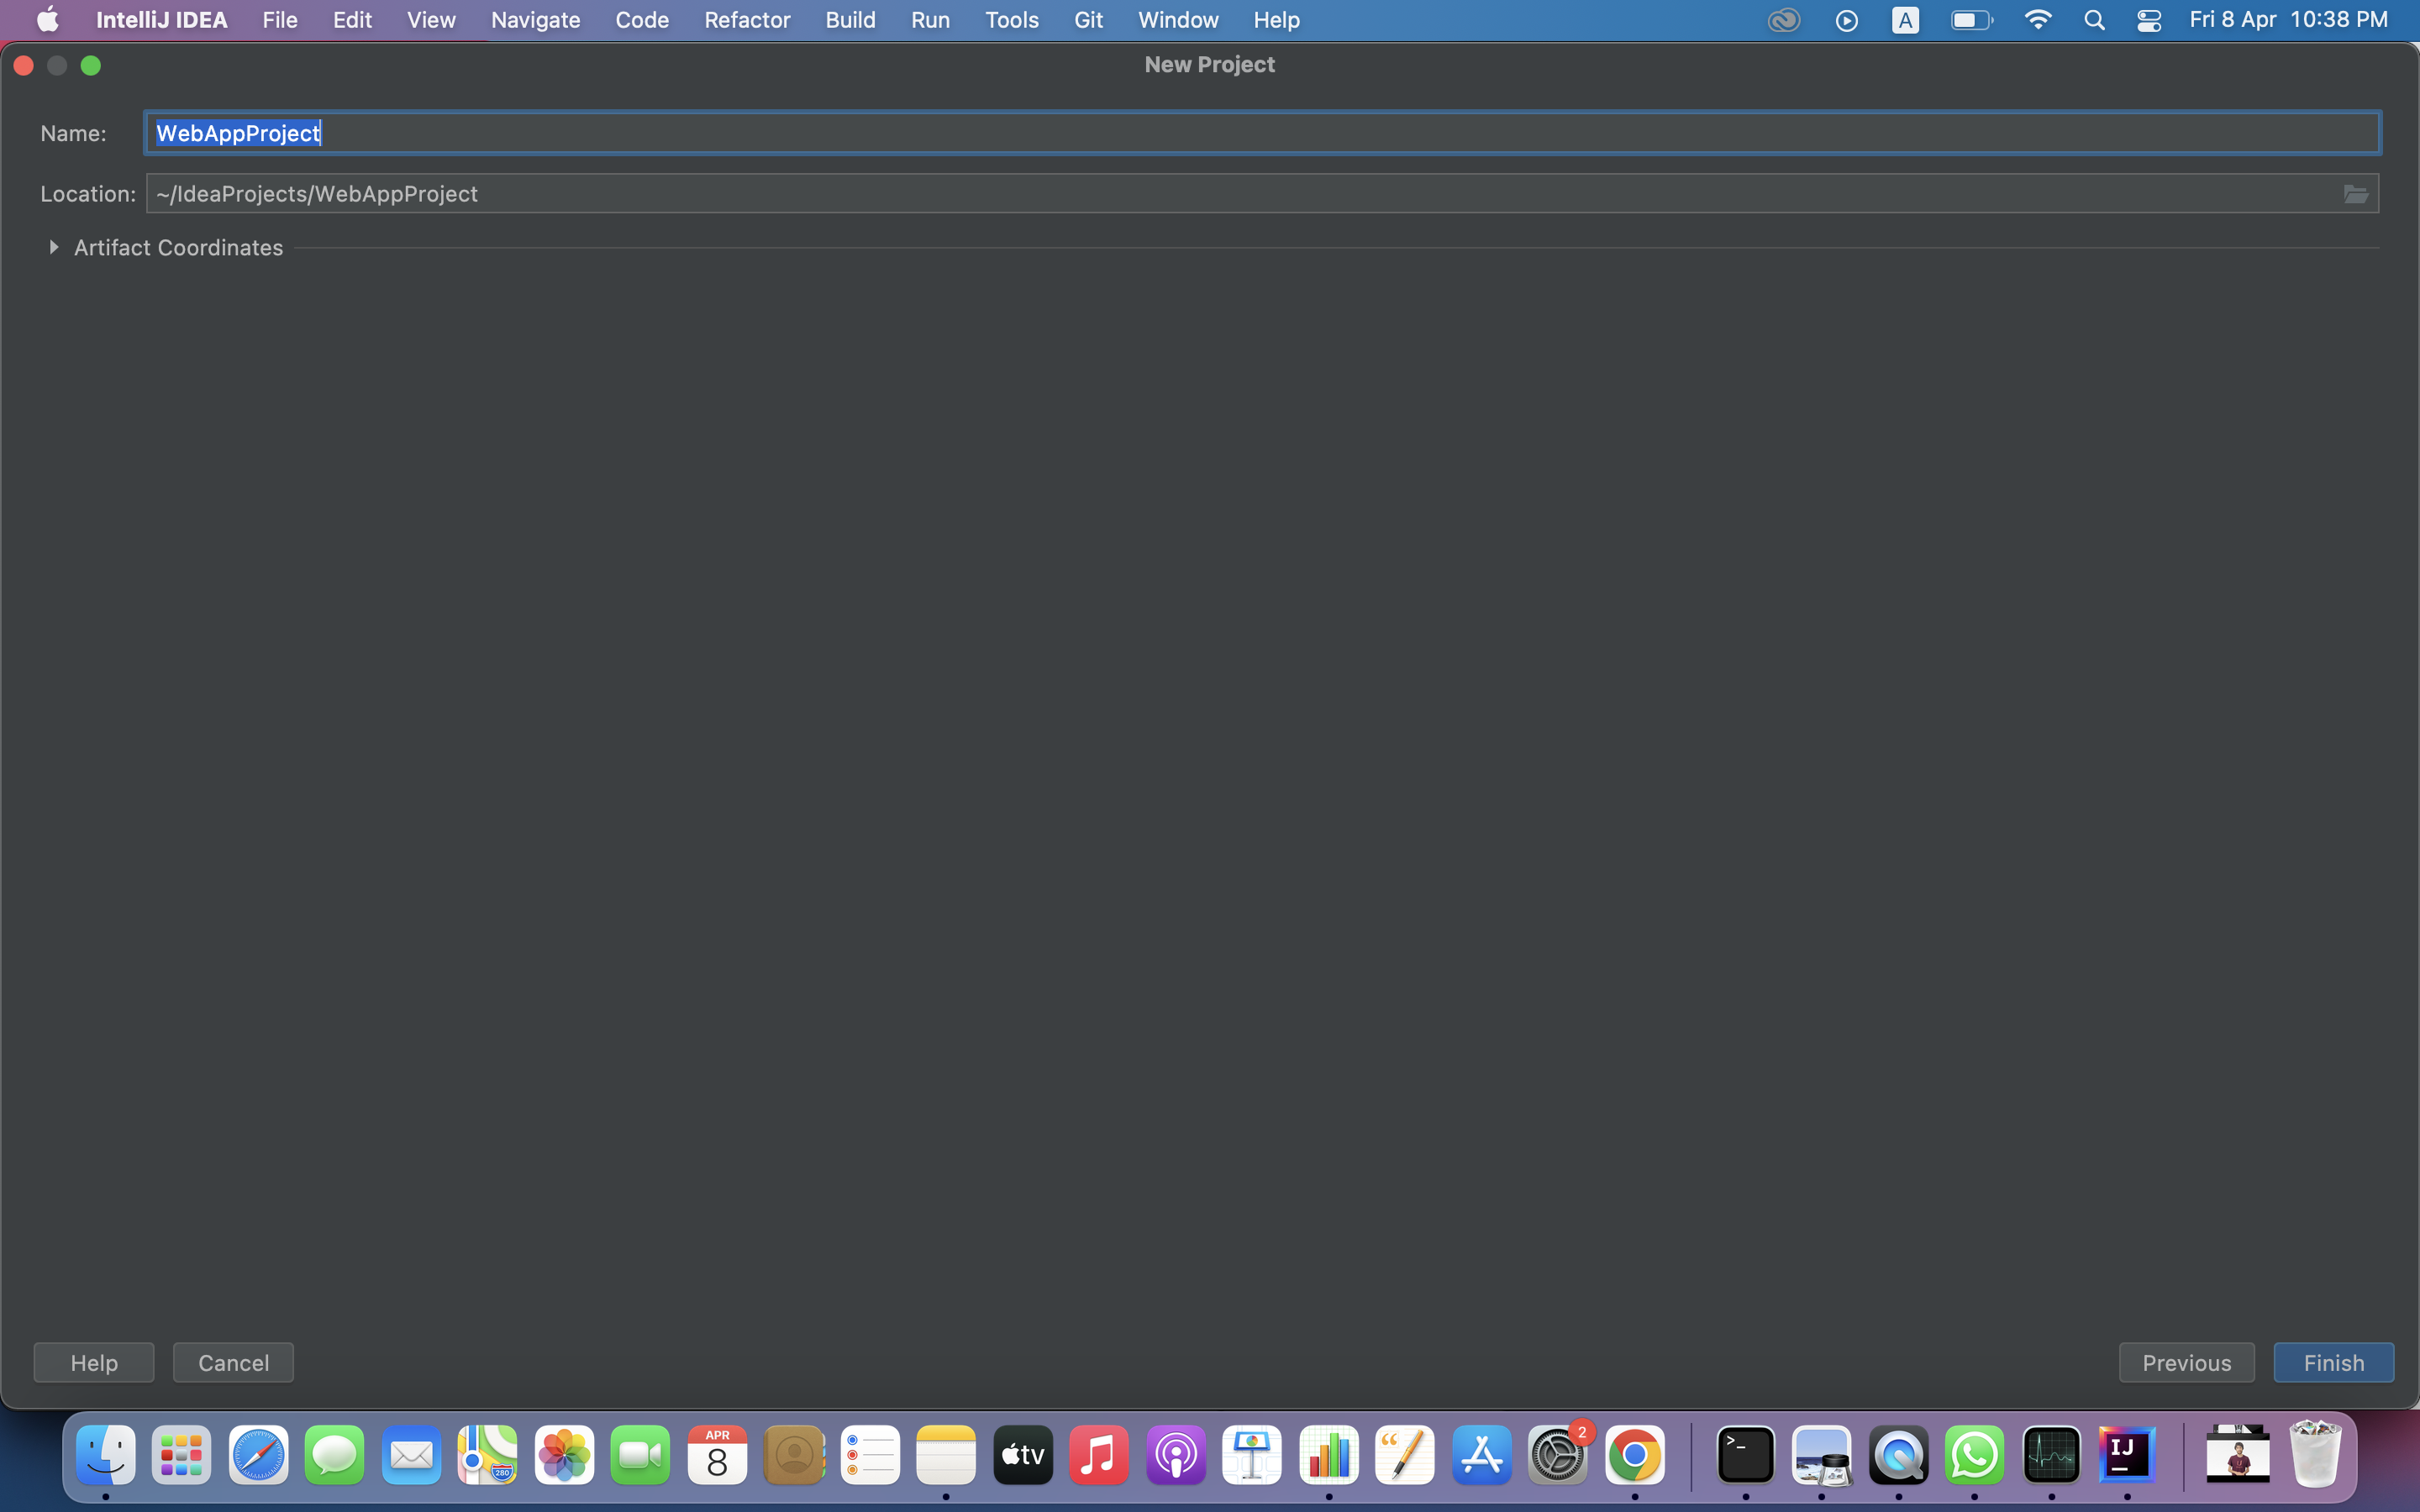 IntelliJ IDEA File Edit View Navigate Code Refactor Build Run Tools Git Window Help A Fri 8 Apr 10:38 PM
New Project
Name: WebAppProject
Location: ~/IdeaProjects/WebAppProject
Artifact Coordinates
Help Cancel Previous Finish
280 APR 8 tv 2 >_ IJ